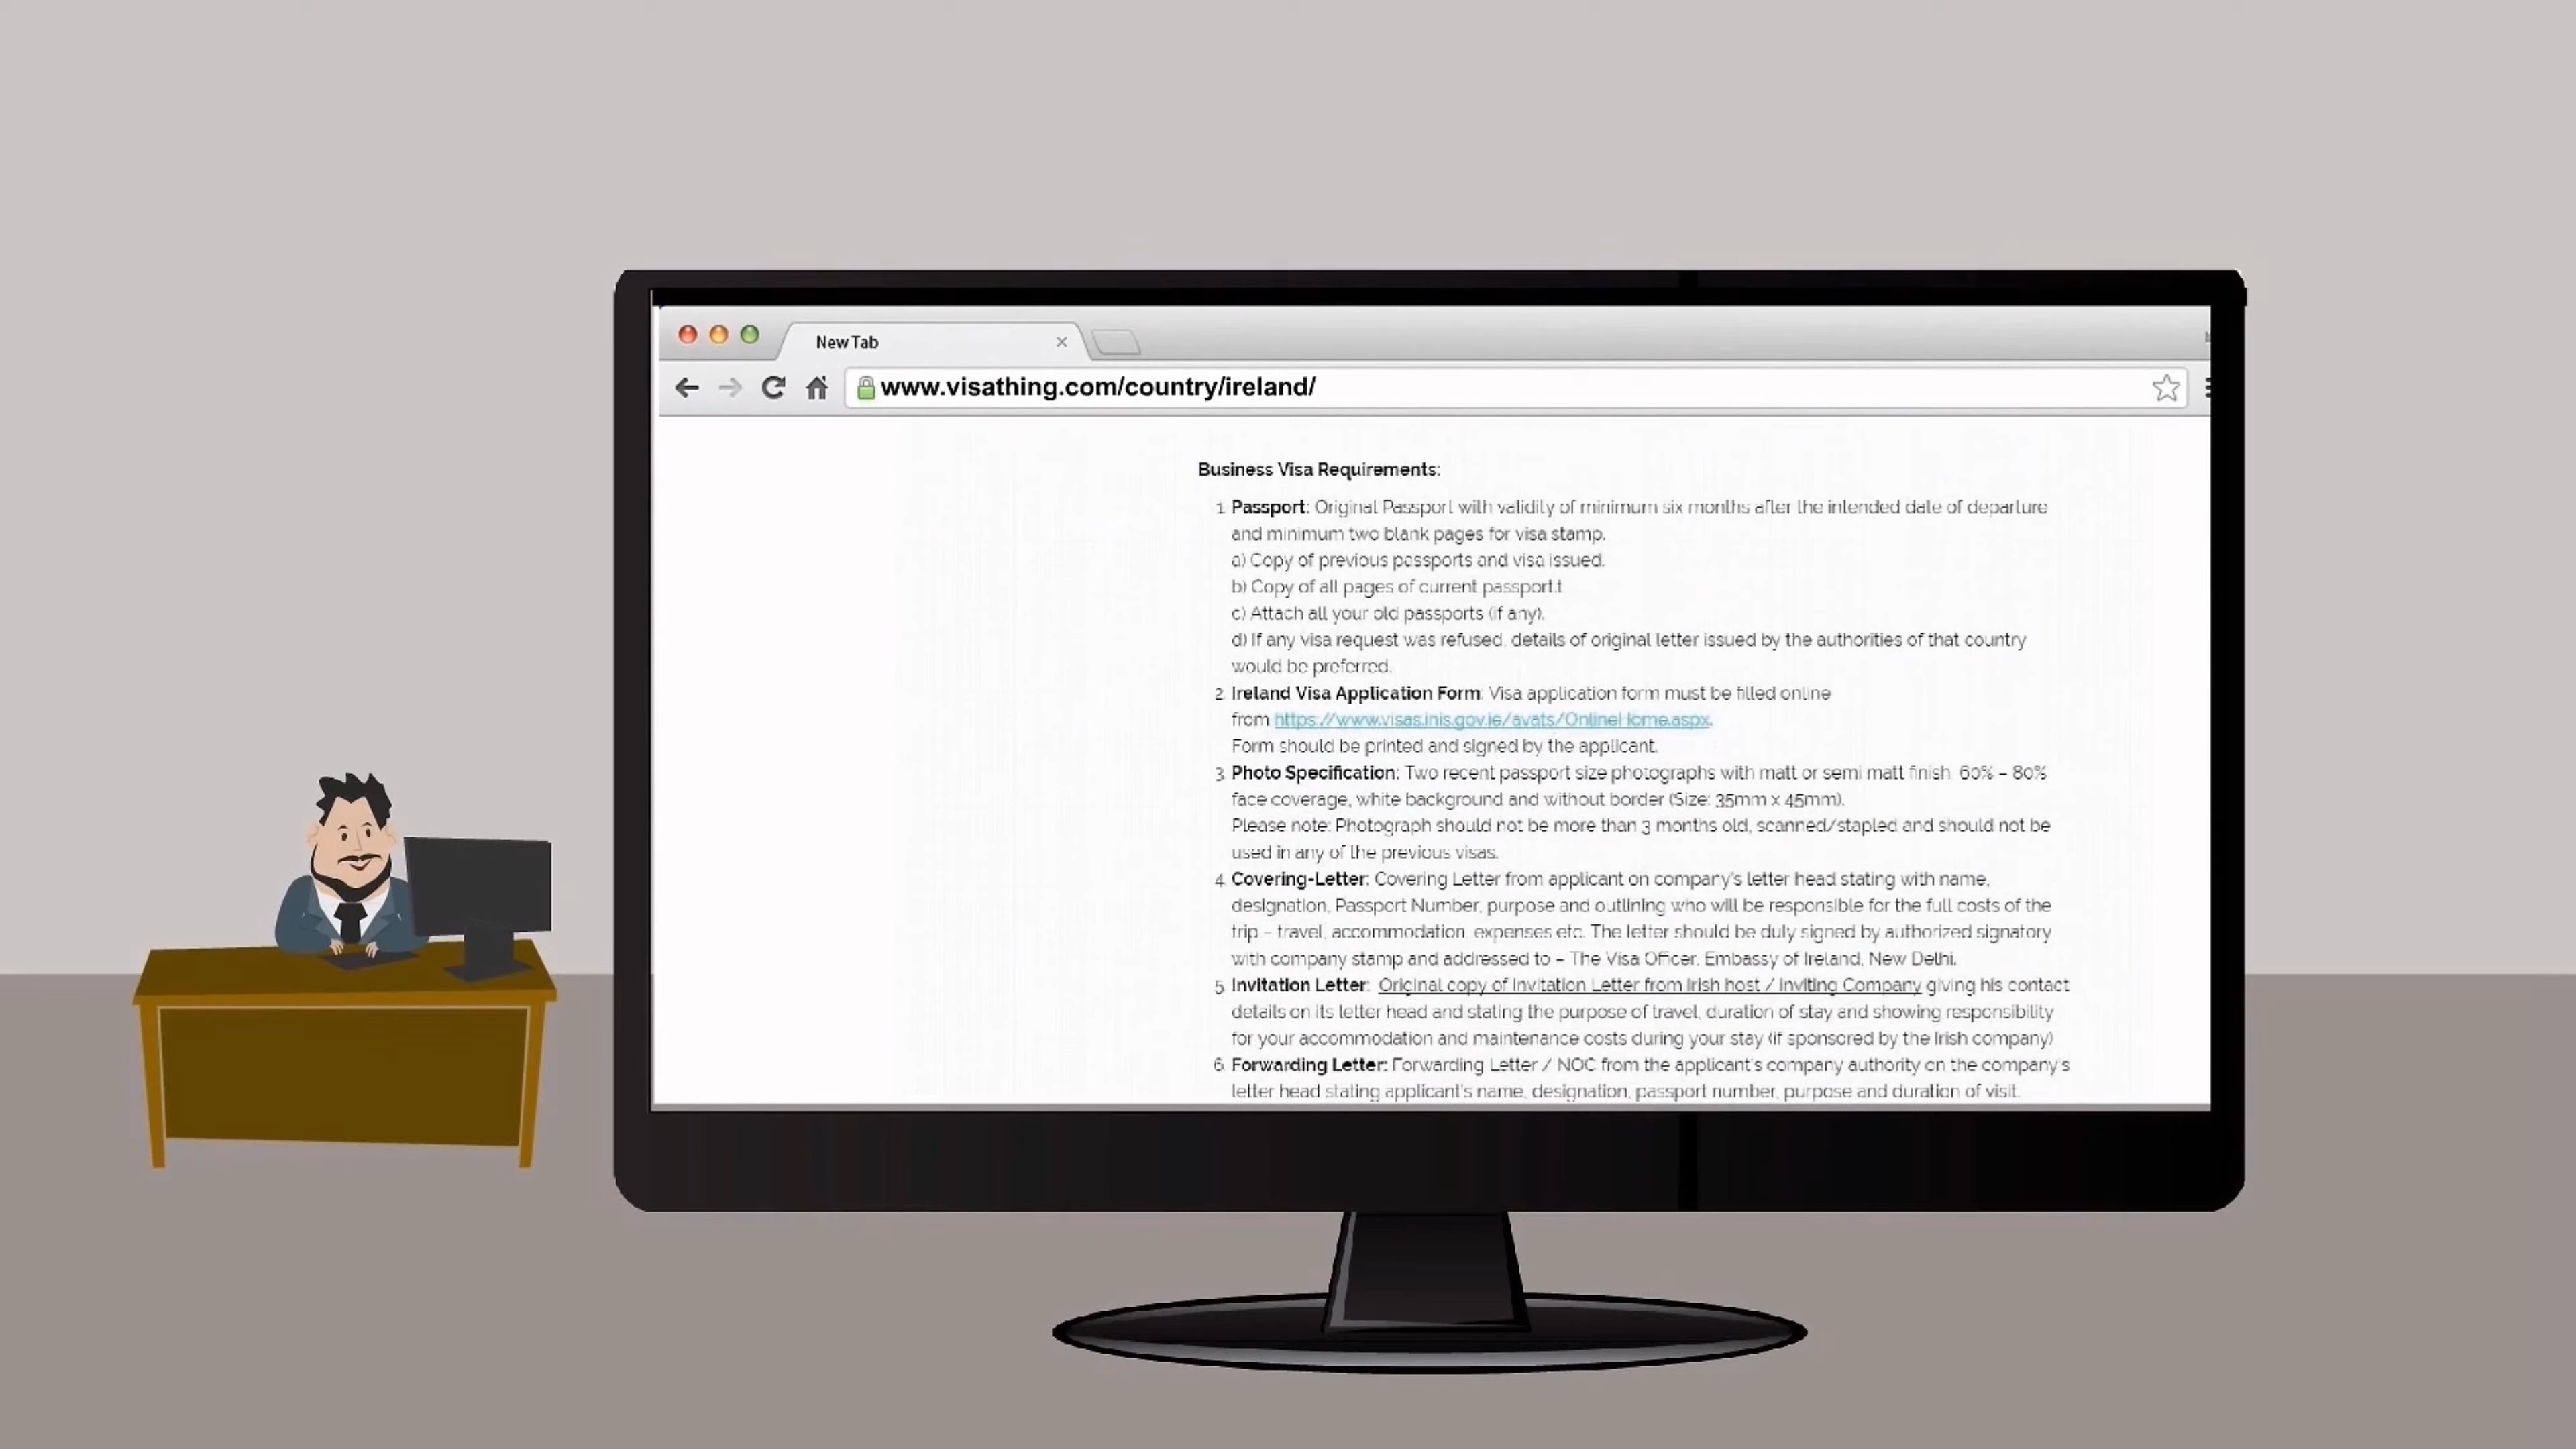 New Tab
www.visathing.com/country/ireland/
Business Visa Requirements:
1. Passport: Original Passport with validity of minimum six months after the intended date of departure
and minimum two blank pages for visa stamp.
a) Copy of previous passports and visa issued.
b) Copy of all pages of current passport.t
c) Attach all your old passports (if any).
d) If any visa request was refused, details of original letter issued by the authorities of that country
would be preferred.
2. Ireland Visa Application Form: Visa application form must be filled online
from https://www.visas.inis.gov.ie/avats/OnlineHome.aspx.
Form should be printed and signed by the applicant.
3. Photo Specification: Two recent passport size photographs with matt or semi matt finish, 60% – 80%
face coverage, white background and without border (Size: 35mm x 45mm).
Please note: Photograph should not be more than 3 months old, scanned/stapled and should not be
used in any of the previous visas.
4. Covering-Letter: Covering Letter from applicant on company's letter head stating with name,
designation, Passport Number, purpose and outlining who will be responsible for the full costs of the
trip – travel, accommodation, expenses etc. The letter should be duly signed by authorized signatory
with company stamp and addressed to – The Visa Officer, Embassy of Ireland, New Delhi.
5. Invitation Letter: Original copy of Invitation Letter from Irish host / Inviting Company giving his contact
details on its letter head and stating the purpose of travel, duration of stay and showing responsibility
for your accommodation and maintenance costs during your stay (if sponsored by the Irish company)
6. Forwarding Letter: Forwarding Letter / NOC from the applicant's company authority on the company's
letter head stating applicant's name, designation, passport number, purpose and duration of visit.